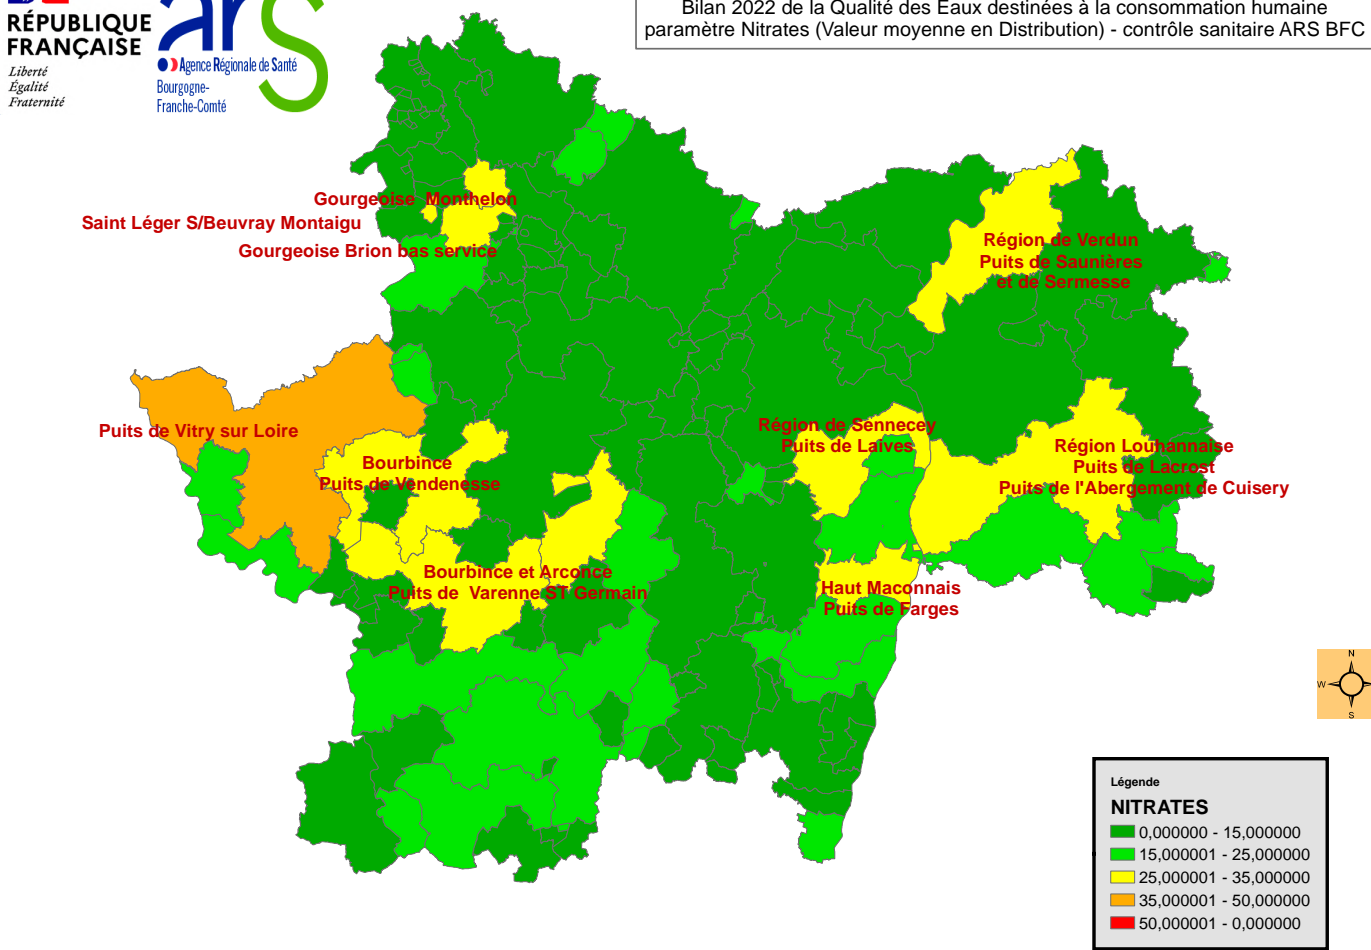 RÉPUBLIQUE
FRANÇAISE
Liberté
Égalité
Fraternité
ars
Agence Régionale de Santé
Bourgogne-
Franche-Comté
Bilan 2022 de la Qualité des Eaux destinées à la consommation humaine
paramètre Nitrates (Valeur moyenne en Distribution) - contrôle sanitaire ARS BFC
Gourgeoise Monthelon
Saint Léger S/Beuvray Montaigu
Gourgeoise Brion bas service
Région de Verdun
Puits de Saunières
et de Sermesse
Puits de Vitry sur Loire
Bourbince
Puits de Vendenesse
Région de Sennecey
Puits de Laives
Région Louhannaise
Puits de Lacrost
Puits de l'Abergement de Cuisery
Bourbince et Arconce
Puits de Varenne ST Germain
Haut Maconnais
Puits de Farges
N
W
S
Légende
NITRATES
0,000000 - 15,000000
15,000001 - 25,000000
25,000001 - 35,000000
35,000001 - 50,000000
50,000001 - 0,000000